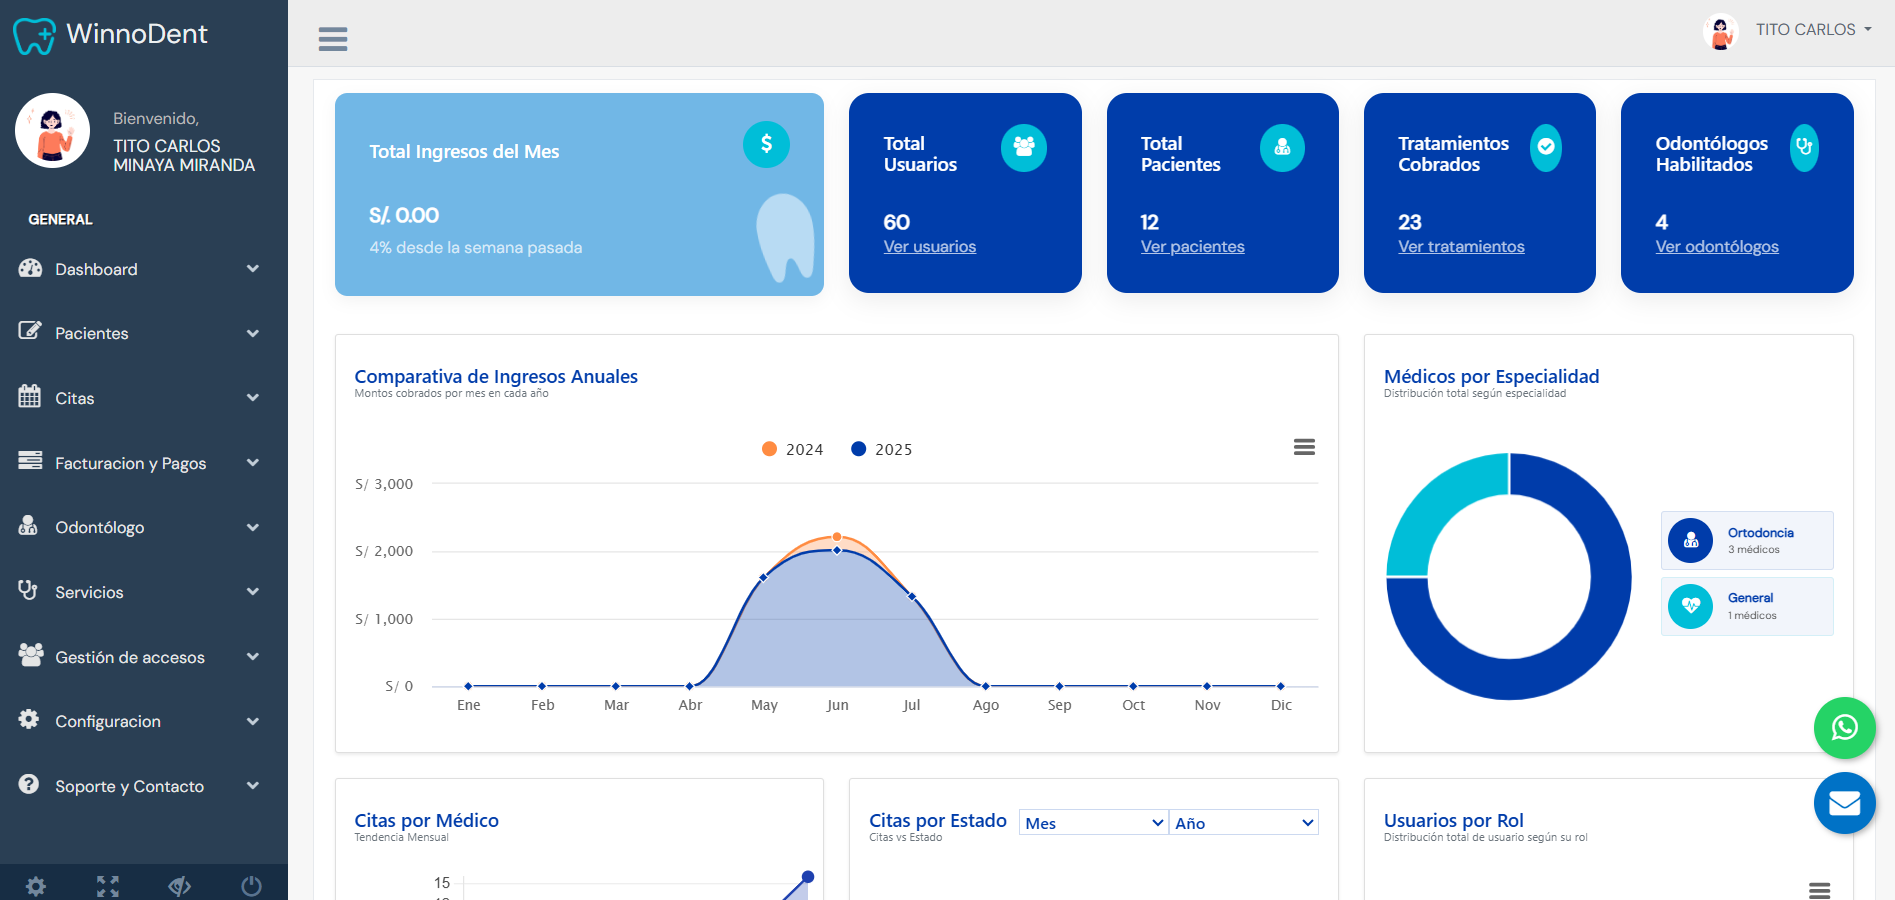 WinnoDent
TITO CARLOS
Bienvenido,
TITO CARLOS
MINAYA MIRANDA
GENERAL
Dashboard
Pacientes
Citas
Facturacion y Pagos
Odontólogo
Servicios
Gestión de accesos
Configuracion
Soporte y Contacto
Total Ingresos del Mes
$
S/. 0.00
4% desde la semana pasada
Total
Usuarios
60
Ver usuarios
Total
Pacientes
12
Ver pacientes
Tratamientos
Cobrados
23
Ver tratamientos
Odontólogos
Habilitados
4
Ver odontólogos
Comparativa de Ingresos Anuales
Montos cobrados por mes en cada año
2024 2025
S/ 3,000
S/ 2,000
S/ 1,000
S/ 0
Ene Feb Mar Abr May Jun Jul Ago Sep Oct Nov Dic
Médicos por Especialidad
Distribución total según especialidad
Ortodoncia
3 médicos
General
1 médicos
Citas por Médico
Tendencia Mensual
15
Citas por Estado
Citas vs Estado
Mes Año
Usuarios por Rol
Distribución total de usuario según su rol